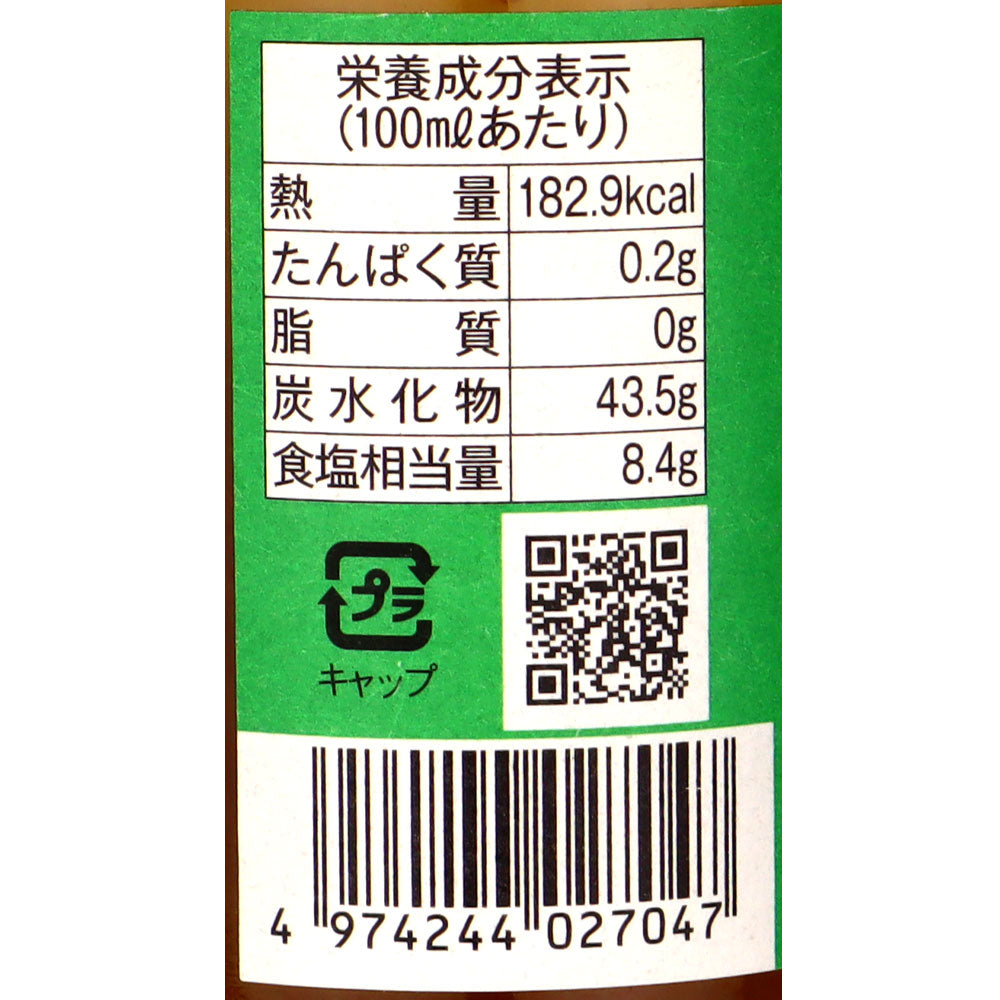 栄養成分表示
(100mlあたり)
熱量 182.9kcal
たんぱく質 0.2g
脂質 0g
炭水化物 43.5g
食塩相当量 8.4g
プラ
キャップ
4 974244 027047